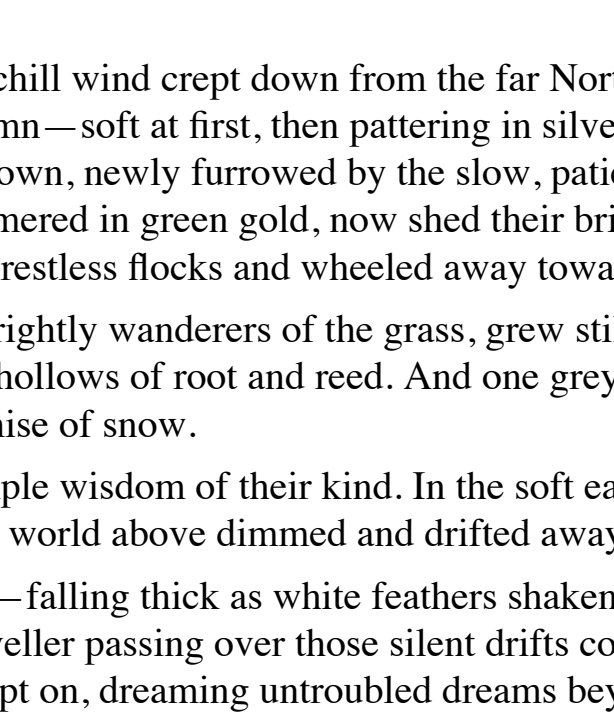 chill wind crept down from the far Nort
mn—soft at first, then pattering in silve
own, newly furrowed by the slow, patie
mered in green gold, now shed their bri
restless flocks and wheeled away towa
rightly wanderers of the grass, grew stil
hollows of root and reed. And one grey
nise of snow.
nple wisdom of their kind. In the soft ea
world above dimmed and drifted away
—falling thick as white feathers shaken
veller passing over those silent drifts co
pt on, dreaming untroubled dreams bey